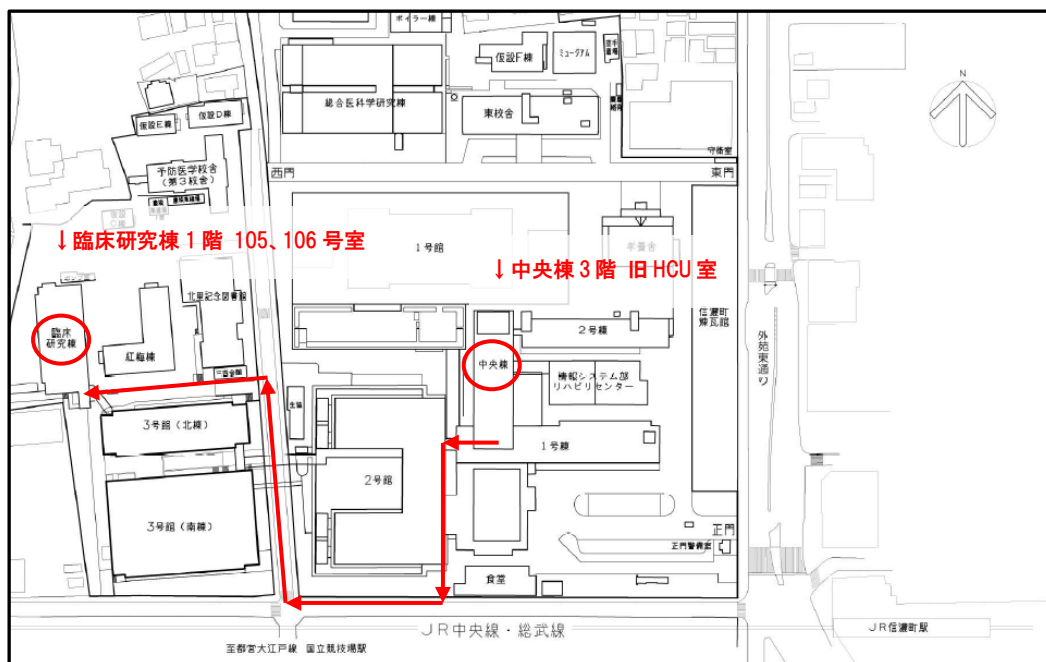 ボイラー棟
仮設F棟
ミュージアム
総合医科学研究棟
東校舎
N
仮設E棟
仮設D棟
守衛室
予防医学校舎
(第3校舎)
西門
東門
1号館
孝養舎
↓臨床研究棟1階 105、106号室
↓中央棟3階 旧HCU室
北里記念図書館
信濃町
煉瓦館
外苑東通り
臨床
研究棟
紅梅棟
2号棟
中央棟
情報システム部
リハビリセンター
生協
3号館(北棟)
1号棟
2号館
3号館(南棟)
正門
正門警備室
食堂
JR中央線・総武線
JR信濃町駅
至都営大江戸線 国立競技場駅